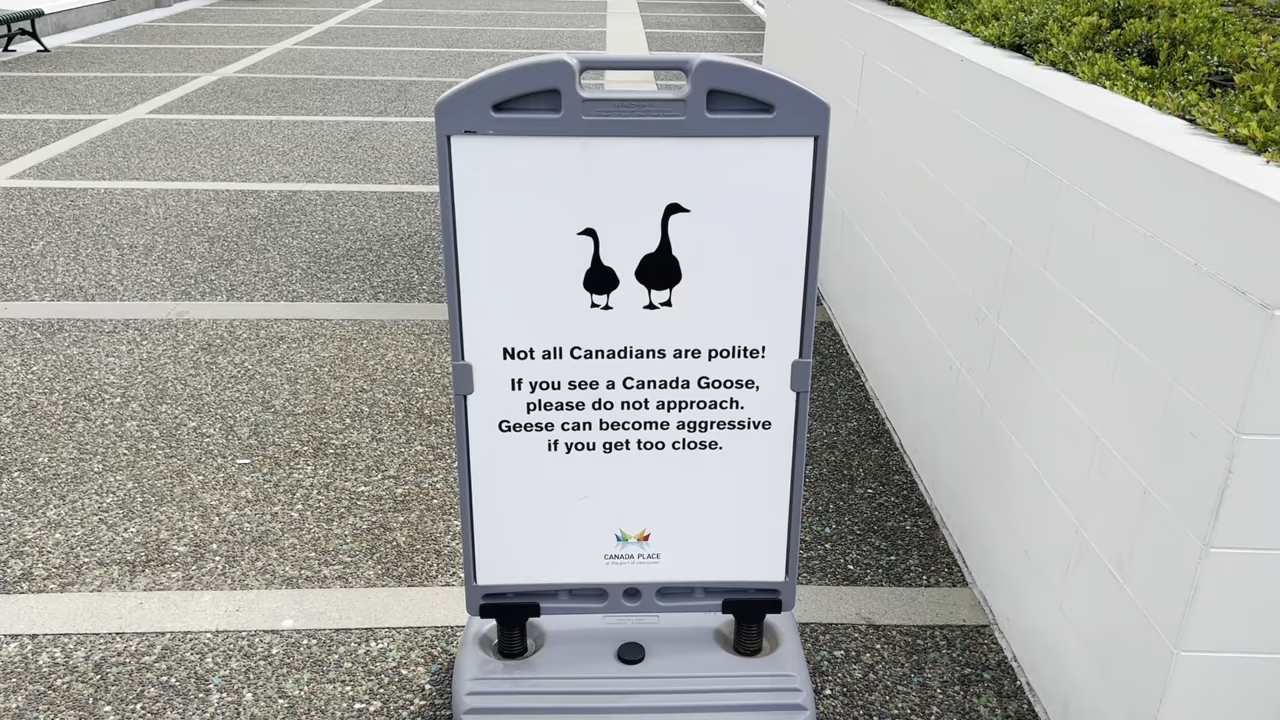 Not all Canadians are polite!
If you see a Canada Goose,
please do not approach.
Geese can become aggressive
if you get too close.
CANADA PLACE
at the port of vancouver